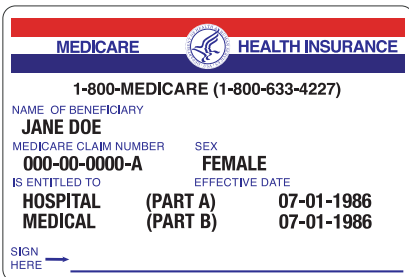 MEDICARE HEALTH INSURANCE
1-800-MEDICARE (1-800-633-4227)
NAME OF BENEFICIARY
JANE DOE
MEDICARE CLAIM NUMBER SEX
000-00-0000-A FEMALE
IS ENTITLED TO EFFECTIVE DATE
HOSPITAL (PART A) 07-01-1986
MEDICAL (PART B) 07-01-1986
SIGN
HERE